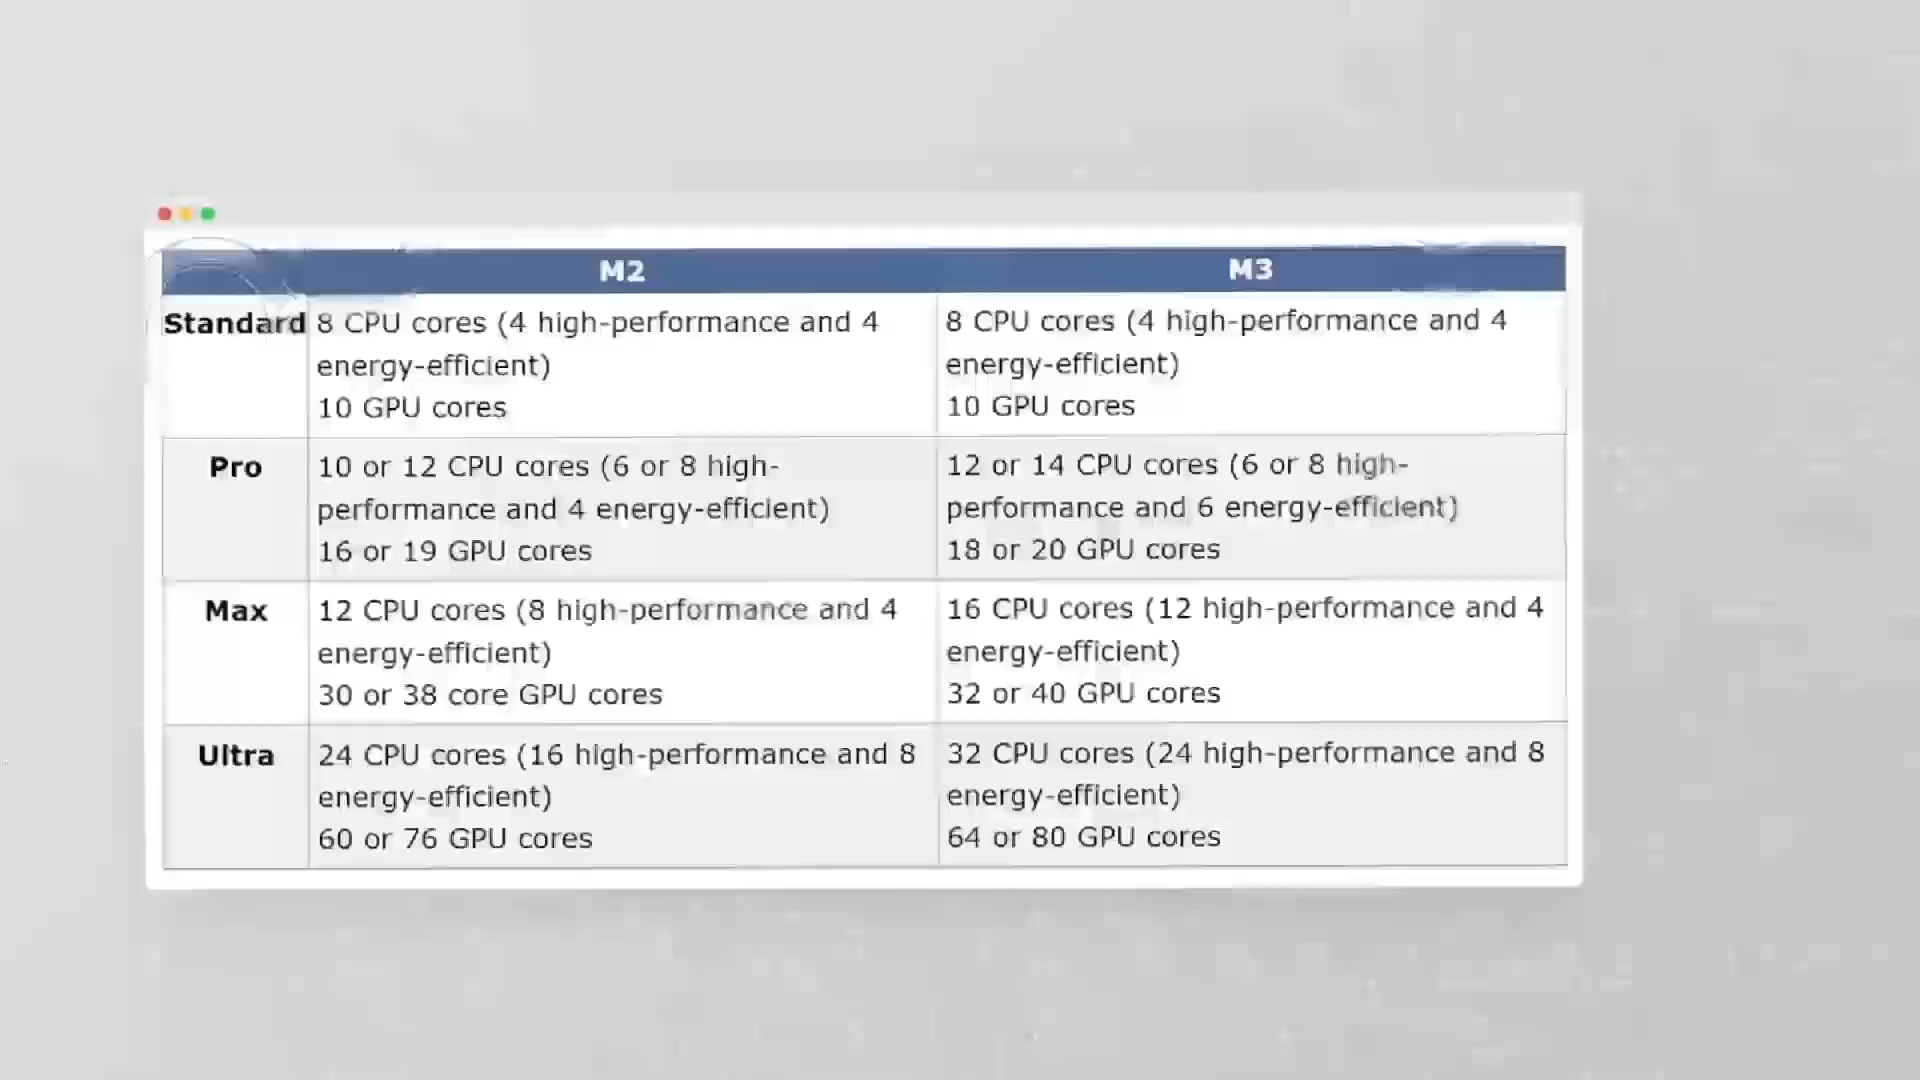 M2 M3
Standard 8 CPU cores (4 high-performance and 4 8 CPU cores (4 high-performance and 4
energy-efficient) energy-efficient)
10 GPU cores 10 GPU cores
Pro 10 or 12 CPU cores (6 or 8 high- 12 or 14 CPU cores (6 or 8 high-
performance and 4 energy-efficient) performance and 6 energy-efficient)
16 or 19 GPU cores 18 or 20 GPU cores
Max 12 CPU cores (8 high-performance and 4 16 CPU cores (12 high-performance and 4
energy-efficient) energy-efficient)
30 or 38 core GPU cores 32 or 40 GPU cores
Ultra 24 CPU cores (16 high-performance and 8 32 CPU cores (24 high-performance and 8
energy-efficient) energy-efficient)
60 or 76 GPU cores 64 or 80 GPU cores